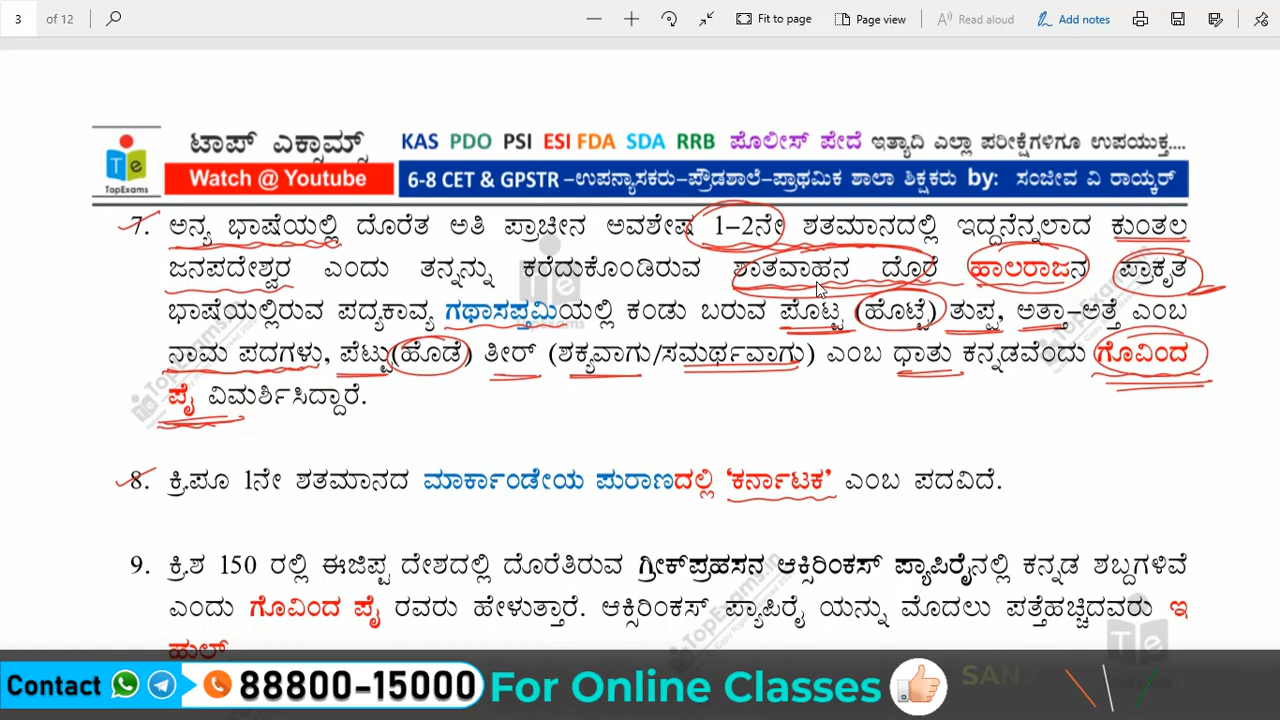 3 of 12 Fit to page Page view Read aloud Add notes
ಟಾಪ್ ಎಕ್ಸಾಮ್ಸ್ KAS PDO PSI ESI FDA SDA RRB ಪೊಲೀಸ್ ಪೇದೆ ಇತ್ಯಾದಿ ಎಲ್ಲಾ ಪರೀಕ್ಷೆಗಳಿಗೂ ಉಪಯುಕ್ತ....
TopExams Watch @ Youtube 6-8 CET & GPSTR –ಉಪನ್ಯಾಸಕರು–ಪ್ರೌಢಶಾಲೆ–ಪ್ರಾಥಮಿಕ ಶಾಲಾ ಶಿಕ್ಷಕರು by: ಸಂಜೀವ ವಿ ರಾಯ್ಕರ್
7. ಅನ್ಯ ಭಾಷೆಯಲ್ಲಿ ದೊರೆತ ಅತಿ ಪ್ರಾಚೀನ ಅವಶೇಷ 1–2ನೇ ಶತಮಾನದಲ್ಲಿ ಇದ್ದನೆನ್ನಲಾದ ಕುಂತಲ
ಜನಪದೇಶ್ವರ ಎಂದು ತನ್ನನ್ನು ಕರೆದುಕೊಂಡಿರುವ ಶಾತವಾಹನ ದೊರೆ ಹಾಲರಾಜನ ಪ್ರಾಕೃತ
ಭಾಷೆಯಲ್ಲಿರುವ ಪದ್ಯಕಾವ್ಯ ಗಥಾಸಪ್ತಮಿಯಲ್ಲಿ ಕಂಡು ಬರುವ ಪೊಟ್ಟ (ಹೊಟ್ಟೆ) ತುಪ್ಪ, ಅತ್ತಾ–ಅತ್ತೆ ಎಂಬ
ನಾಮ ಪದಗಳು, ಪೆಟ್ಟು(ಹೊಡೆ) ತೀರ್ (ಶಕ್ಯವಾಗು/ಸಮರ್ಥವಾಗು) ಎಂಬ ಧಾತು ಕನ್ನಡವೆಂದು ಗೊವಿಂದ
ಪೈ ವಿಮರ್ಶಿಸಿದ್ದಾರೆ.
8. ಕ್ರಿ.ಪೂ 1ನೇ ಶತಮಾನದ ಮಾರ್ಕಾಂಡೇಯ ಪುರಾಣದಲ್ಲಿ ‘ಕರ್ನಾಟಕ’ ಎಂಬ ಪದವಿದೆ.
9. ಕ್ರಿ.ಶ 150 ರಲ್ಲಿ ಈಜಿಪ್ಟ ದೇಶದಲ್ಲಿ ದೊರೆತಿರುವ ಗ್ರೀಕ್‌ಪ್ರಹಸನ ಆಕ್ಸಿರಿಂಕಸ್ ಪ್ಯಾಪಿರೈನಲ್ಲಿ ಕನ್ನಡ ಶಬ್ದಗಳಿವೆ
ಎಂದು ಗೊವಿಂದ ಪೈ ರವರು ಹೇಳುತ್ತಾರೆ. ಆಕ್ಸಿರಿಂಕಸ್ ಪ್ಯಾಪಿರೈ ಯನ್ನು ಮೊದಲು ಪತ್ತೆಹಚ್ಚಿದವರು ಇ
ಹುಲ್ಸ್.
Contact 88800-15000 For Online Classes